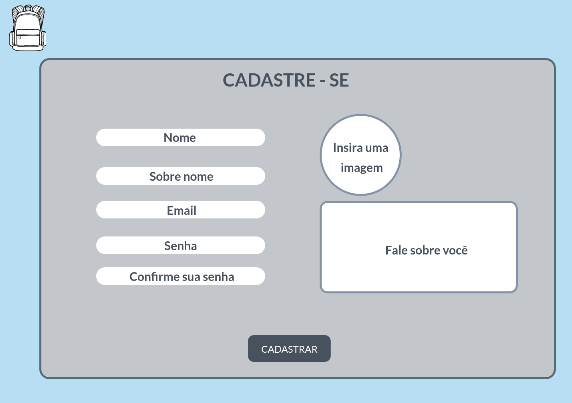 CADASTRE - SE
Nome
Sobre nome
Email
Senha
Confirme sua senha
Insira uma
imagem
Fale sobre você
CADASTRAR